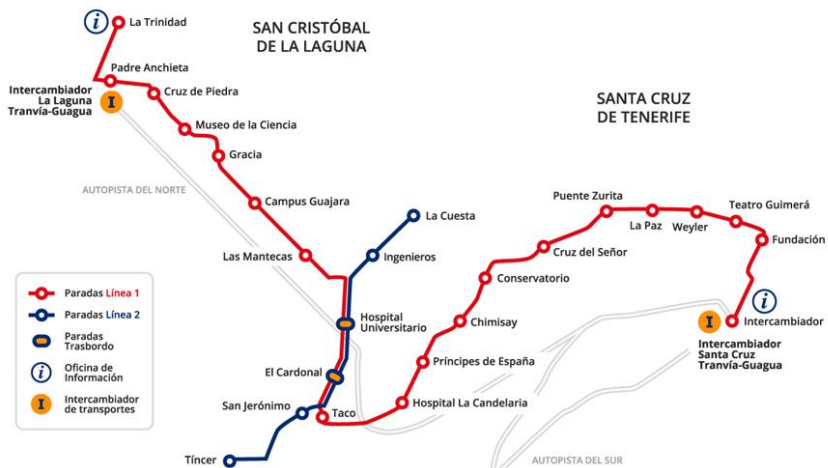 La Trinidad
SAN CRISTÓBAL
DE LA LAGUNA
Padre Anchieta
Intercambiador
La Laguna
Tranvía-Guagua
I
Cruz de Piedra
SANTA CRUZ
DE TENERIFE
Museo de la Ciencia
Gracia
AUTOPISTA DEL NORTE
Campus Guajara
La Cuesta
Puente Zurita
La Paz
Weyler
Teatro Guimerá
Fundación
Las Mantecas
Ingenieros
Cruz del Señor
Conservatorio
Paradas Línea 1
Paradas Línea 2
Paradas
Trasbordo
i
Oficina de
Información
I
Intercambiador
de transportes
Hospital
Universitario
Chimisay
i
I
Intercambiador
Intercambiador
Santa Cruz
Tranvía-Guagua
El Cardonal
Príncipes de España
San Jerónimo
Taco
Hospital La Candelaria
Tíncer
AUTOPISTA DEL SUR
i